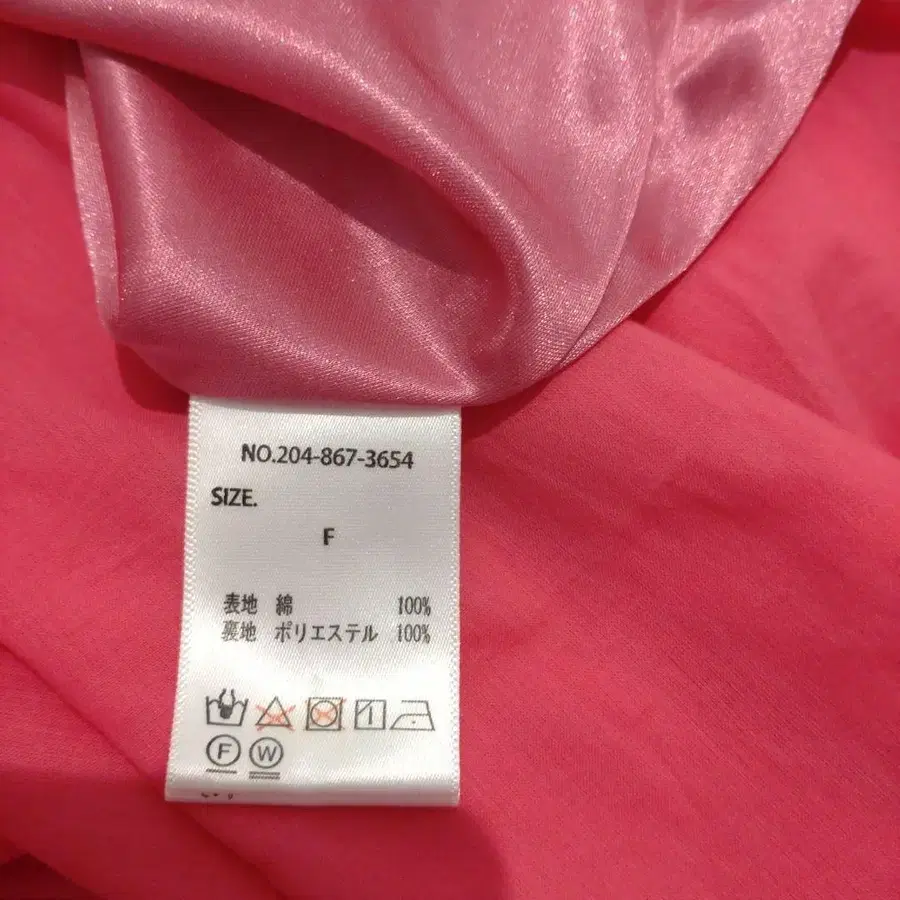 NO.204-867-3654
SIZE.
F
表地 綿 100%
裏地 ポリエステル 100%
F W